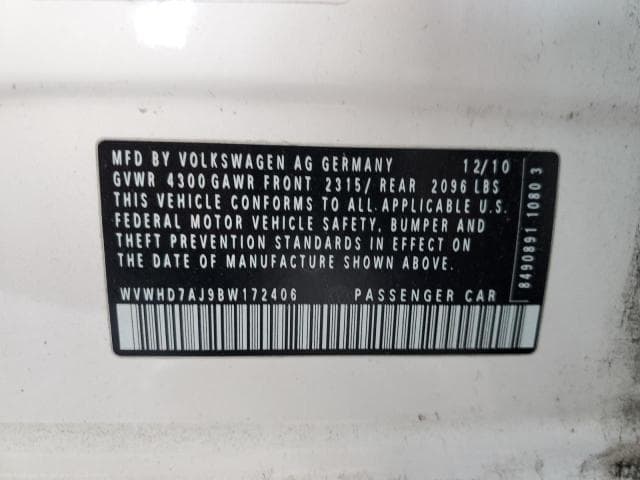 MFD BY VOLKSWAGEN AG GERMANY 12/10
GVWR 4300 GAWR FRONT 2315/ REAR 2096 LBS
THIS VEHICLE CONFORMS TO ALL APPLICABLE U.S.
FEDERAL MOTOR VEHICLE SAFETY, BUMPER AND
THEFT PREVENTION STANDARDS IN EFFECT ON
THE DATE OF MANUFACTURE SHOWN ABOVE.
WVWHD7AJ9BW172406 PASSENGER CAR
8490891 1080 3